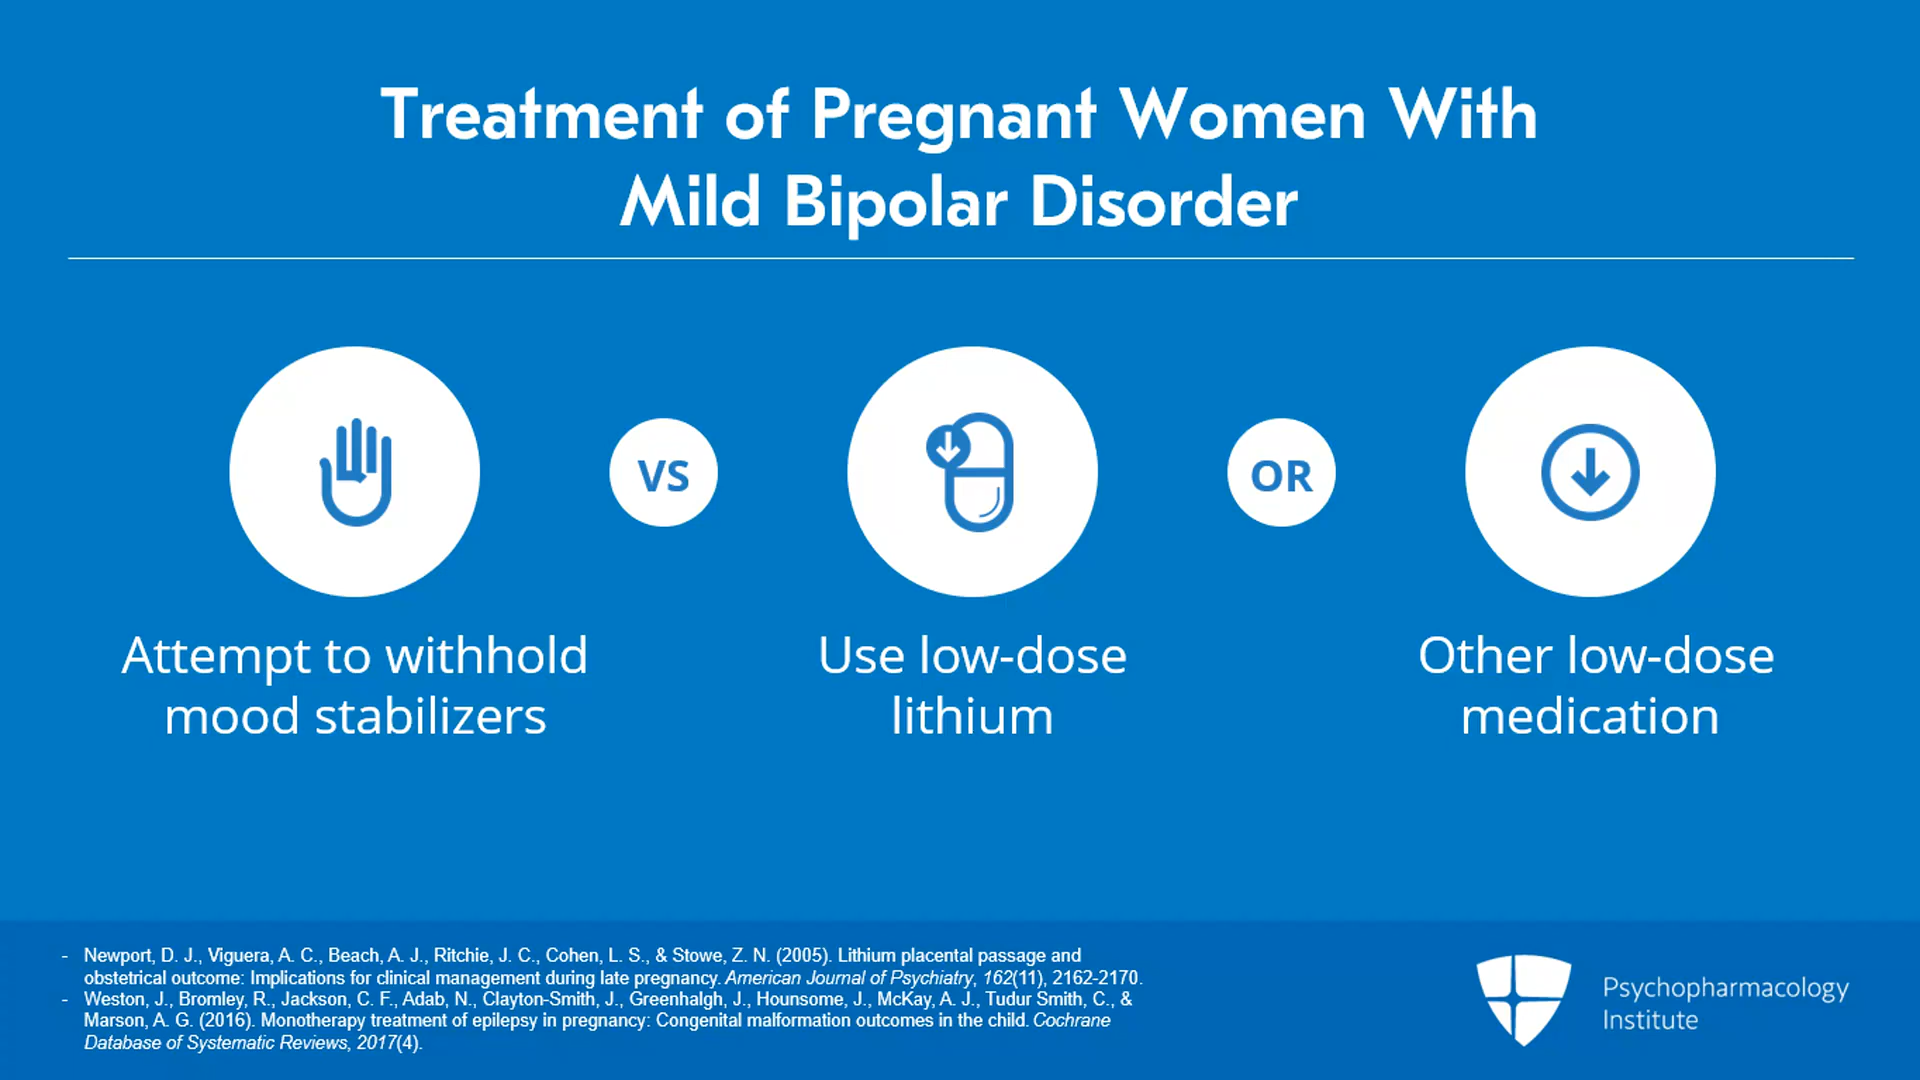 Treatment of Pregnant Women With
Mild Bipolar Disorder
VS
OR
Attempt to withhold
mood stabilizers
Use low-dose
lithium
Other low-dose
medication
- Newport, D. J., Viguera, A. C., Beach, A. J., Ritchie, J. C., Cohen, L. S., & Stowe, Z. N. (2005). Lithium placental passage and
obstetrical outcome: Implications for clinical management during late pregnancy. American Journal of Psychiatry, 162(11), 2162-2170.
- Weston, J., Bromley, R., Jackson, C. F., Adab, N., Clayton-Smith, J., Greenhalgh, J., Hounsome, J., McKay, A. J., Tudur Smith, C., &
Marson, A. G. (2016). Monotherapy treatment of epilepsy in pregnancy: Congenital malformation outcomes in the child. Cochrane
Database of Systematic Reviews, 2017(4).
Psychopharmacology
Institute